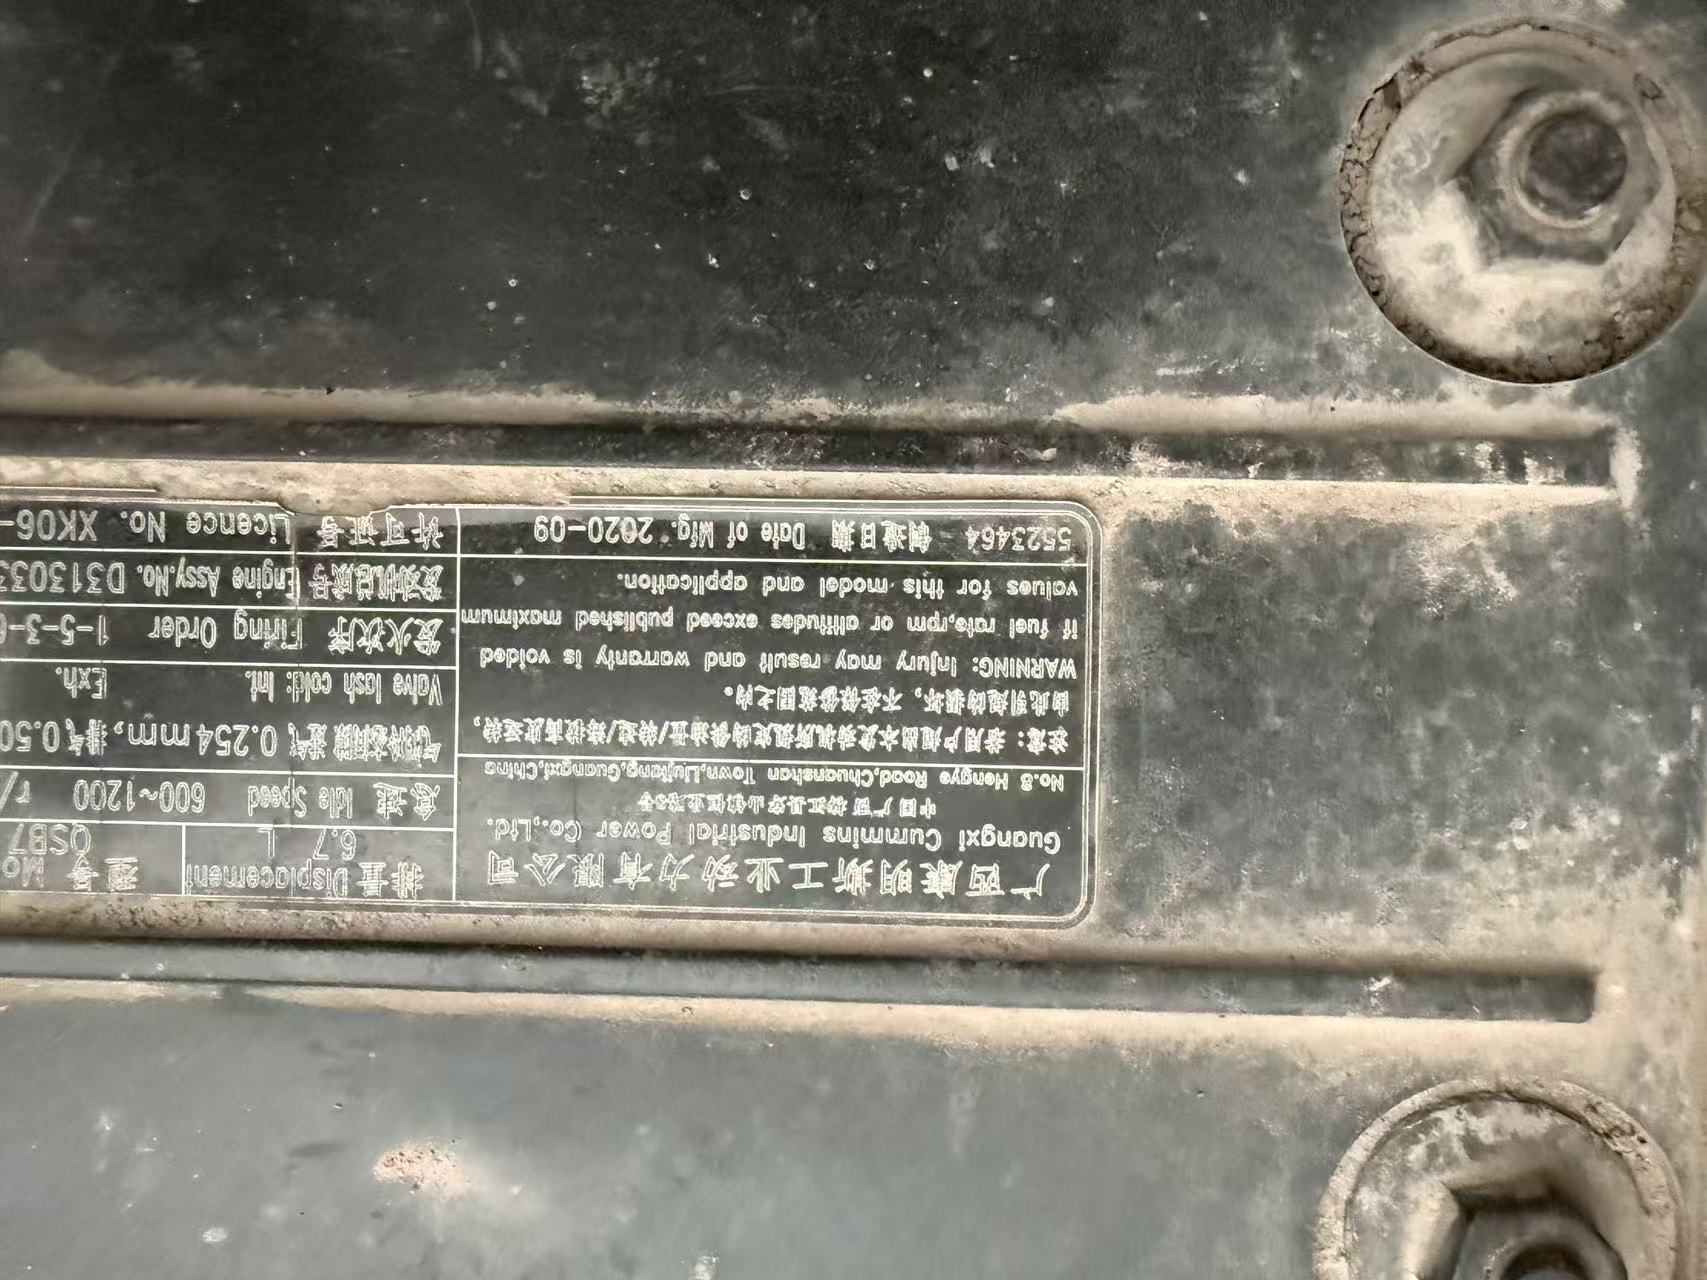 广西康明斯工业动力有限公司
Guangxi Cummins Industrial Power Co.,Ltd.
中国广西柳江县穿山镇恒业路8号
No.8 Hengye Road,Chuanshan Town,Liujiang,Guangxi,China
注意：若用户超出本发动机所规定的供油量/转速/海拔高度运转，
由此引起的损坏，不在保修范围之内。
WARNING: Injury may result and warranty is voided
if fuel rate,rpm or altitudes exceed published maximum
values for this model and application.
5523464 制造日期 Date of Mfg. 2020-09
型号 Mo
QSB7
排量 Displacement
6.7 L
怠速 Idle Speed 600~1200 r/
气门冷态间隙 进气 0.254mm, 排气 0.50
Valve lash cold: Int. Exh.
发火次序 Firing Order 1-5-3-6
发动机总成号 Engine Assy.No. D313033
许可证号 Licence No. XK06-